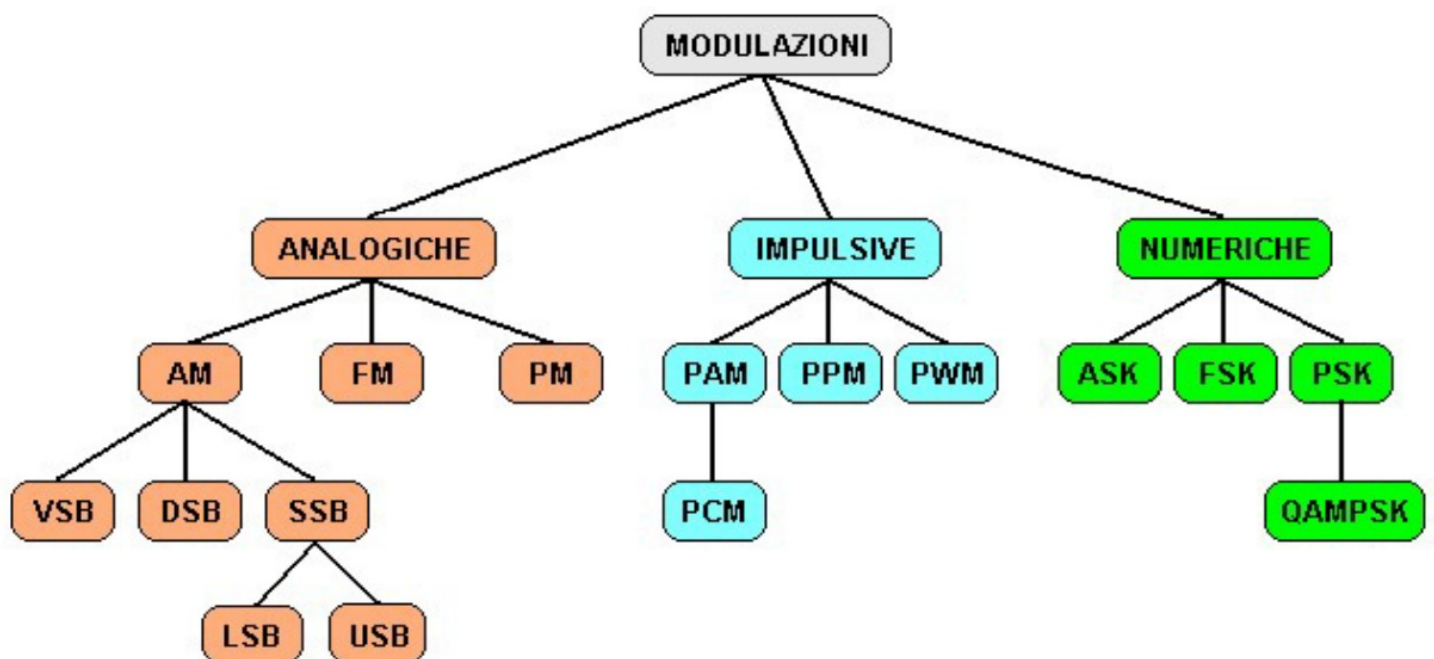 MODULAZIONI
ANALOGICHE IMPULSIVE NUMERICHE
AM FM PM PAM PPM PWM ASK FSK PSK
VSB DSB SSB PCM QAMPSK
LSB USB